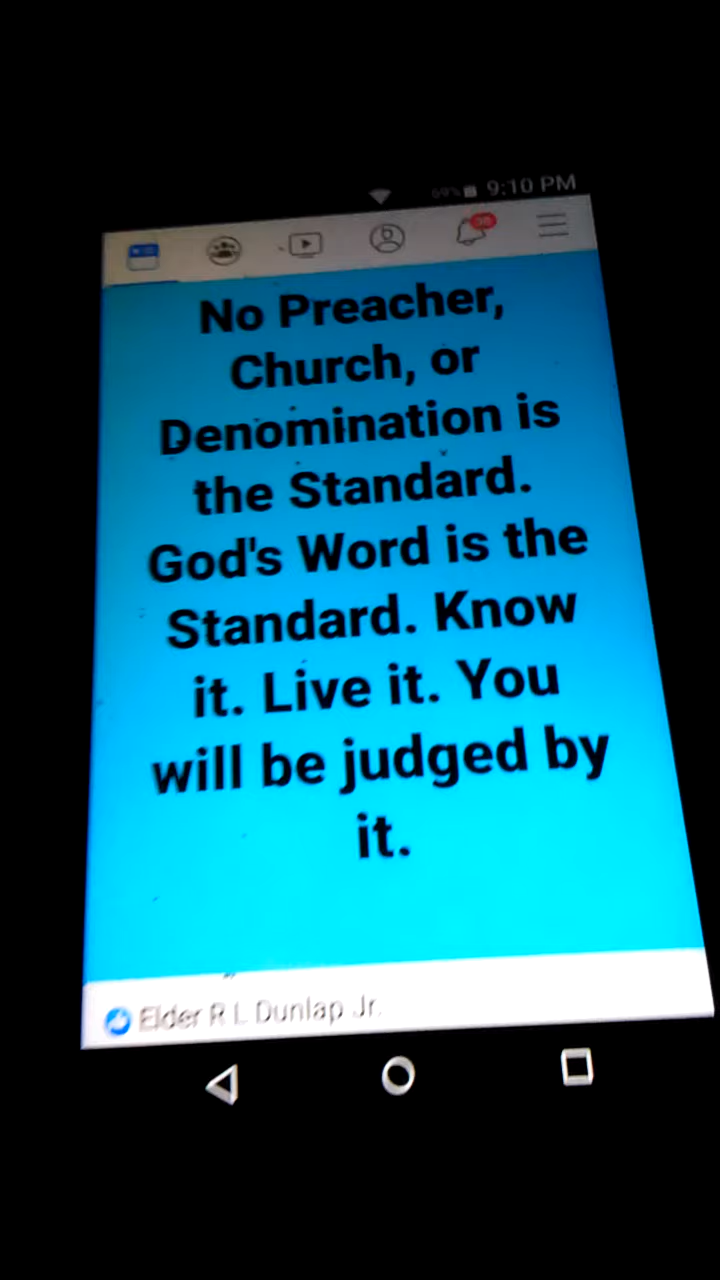 69% 9:10 PM
No Preacher,
Church, or
Denomination is
the Standard.
God's Word is the
Standard. Know
it. Live it. You
will be judged by
it.
Elder R L Dunlap Jr.